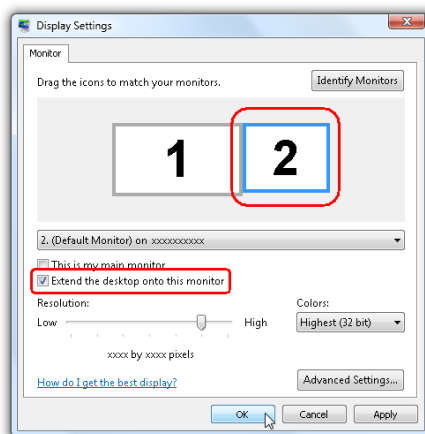 Display Settings
Monitor
Drag the icons to match your monitors.
Identify Monitors
1
2
2. (Default Monitor) on xxxxxxxxxx
This is my main monitor
Extend the desktop onto this monitor
Resolution:
Colors:
Low
High
Highest (32 bit)
xxxx by xxxx pixels
How do I get the best display?
Advanced Settings...
OK
Cancel
Apply